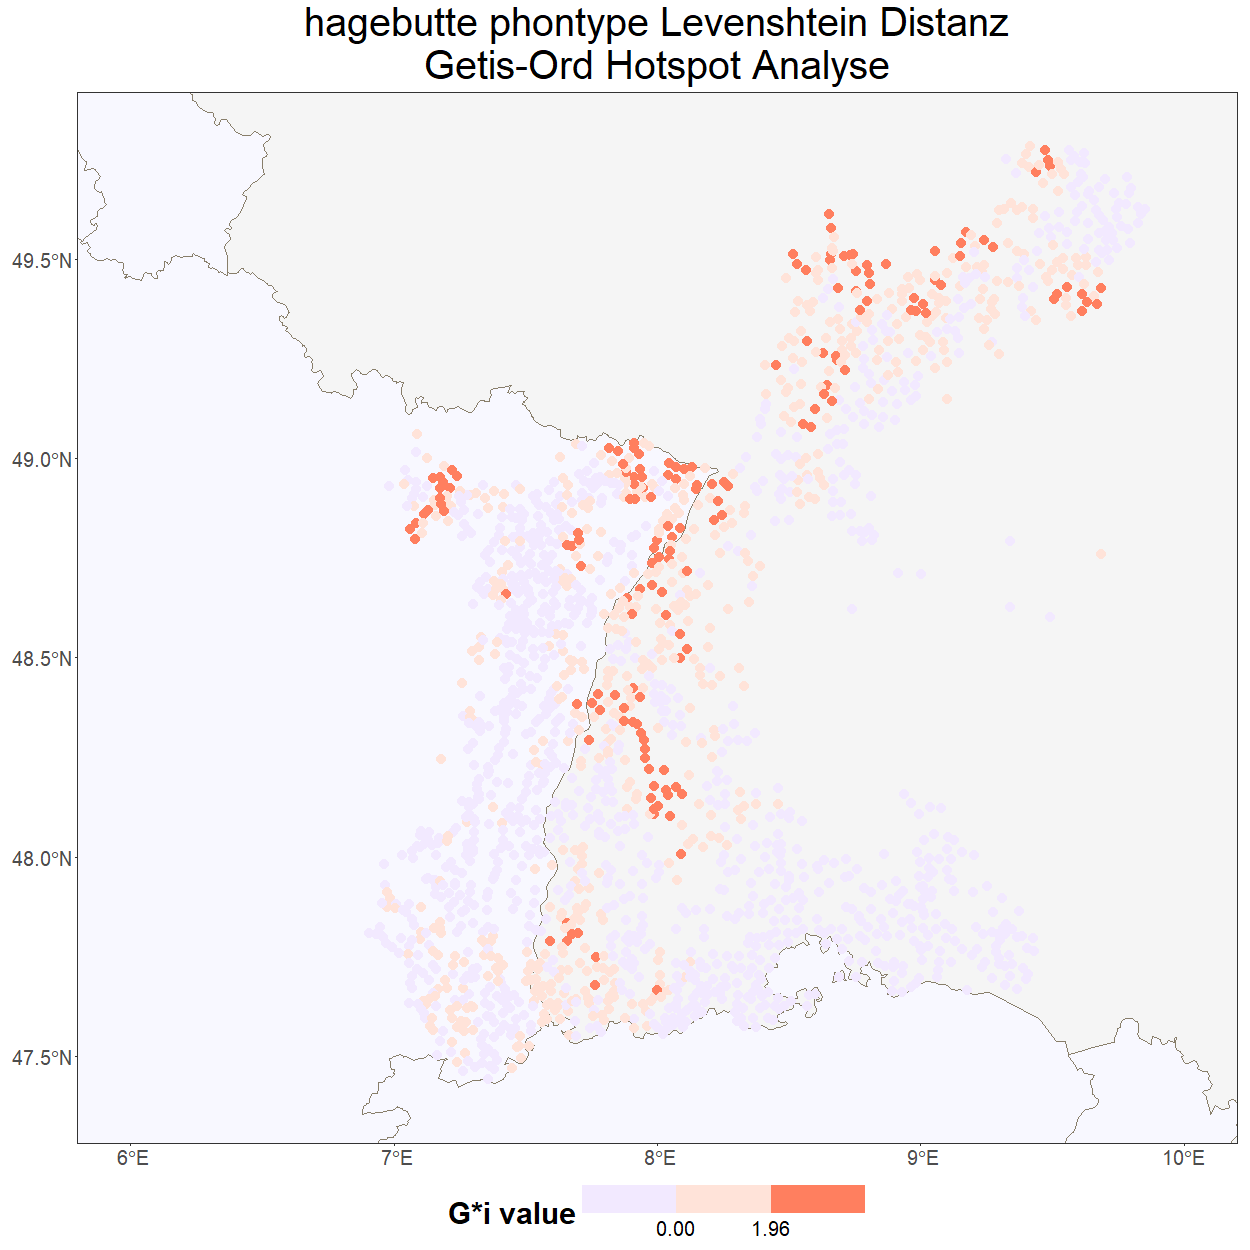 hagebutte phontype Levenshtein Distanz
Getis-Ord Hotspot Analyse
49.5°N
49.0°N
48.5°N
48.0°N
47.5°N
6°E
7°E
8°E
9°E
10°E
G*i value
0.00
1.96